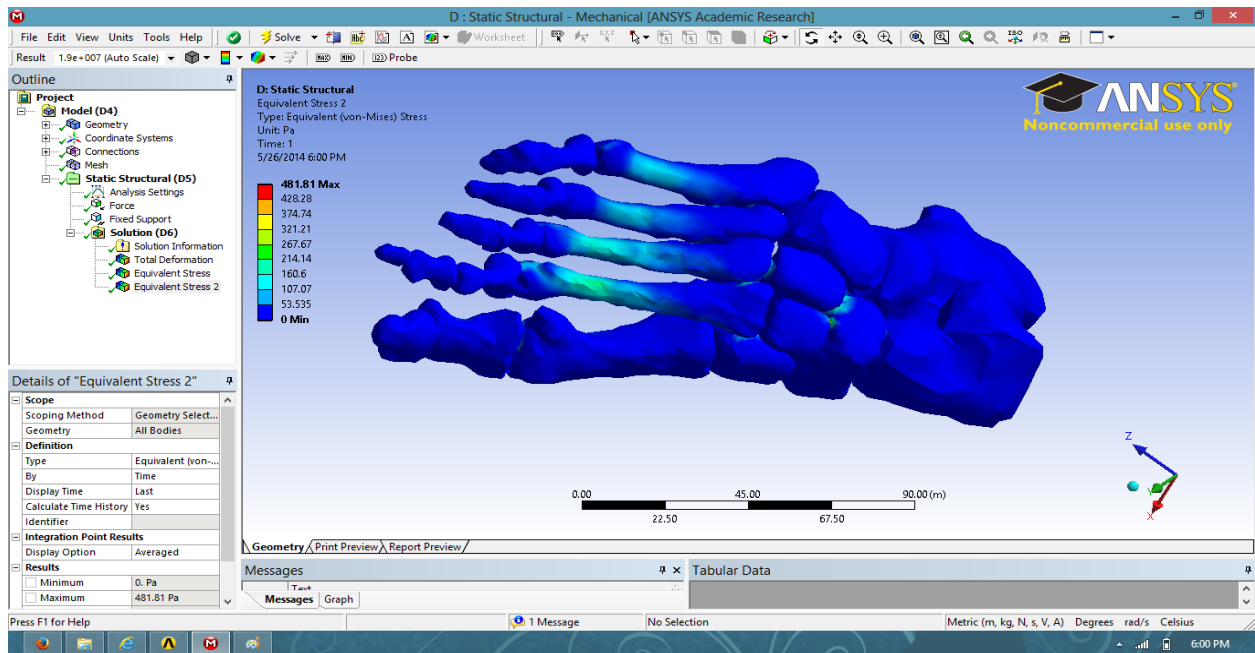 D : Static Structural - Mechanical [ANSYS Academic Research]
File Edit View Units Tools Help Solve Worksheet
Result 1.9e+007 (Auto Scale) Probe
Outline
Project
Model (D4)
Geometry
Coordinate Systems
Connections
Mesh
Static Structural (D5)
Analysis Settings
Force
Fixed Support
Solution (D6)
Solution Information
Total Deformation
Equivalent Stress
Equivalent Stress 2
Details of "Equivalent Stress 2"
Scope
Scoping Method Geometry Select...
Geometry All Bodies
Definition
Type Equivalent (von-...
By Time
Display Time Last
Calculate Time History Yes
Identifier
Integration Point Results
Display Option Averaged
Results
Minimum 0. Pa
Maximum 481.81 Pa
D: Static Structural
Equivalent Stress 2
Type: Equivalent (von-Mises) Stress
Unit: Pa
Time: 1
5/26/2014 6:00 PM
481.81 Max
428.28
374.74
321.21
267.67
214.14
160.6
107.07
53.535
0 Min
ANSYS
Noncommercial use only
Z
Y
X
0.00 45.00 90.00 (m)
22.50 67.50
Geometry Print Preview Report Preview
Messages
Text
Messages Graph
Tabular Data
Press F1 for Help 1 Message No Selection Metric (m, kg, N, s, V, A) Degrees rad/s Celsius
6:00 PM